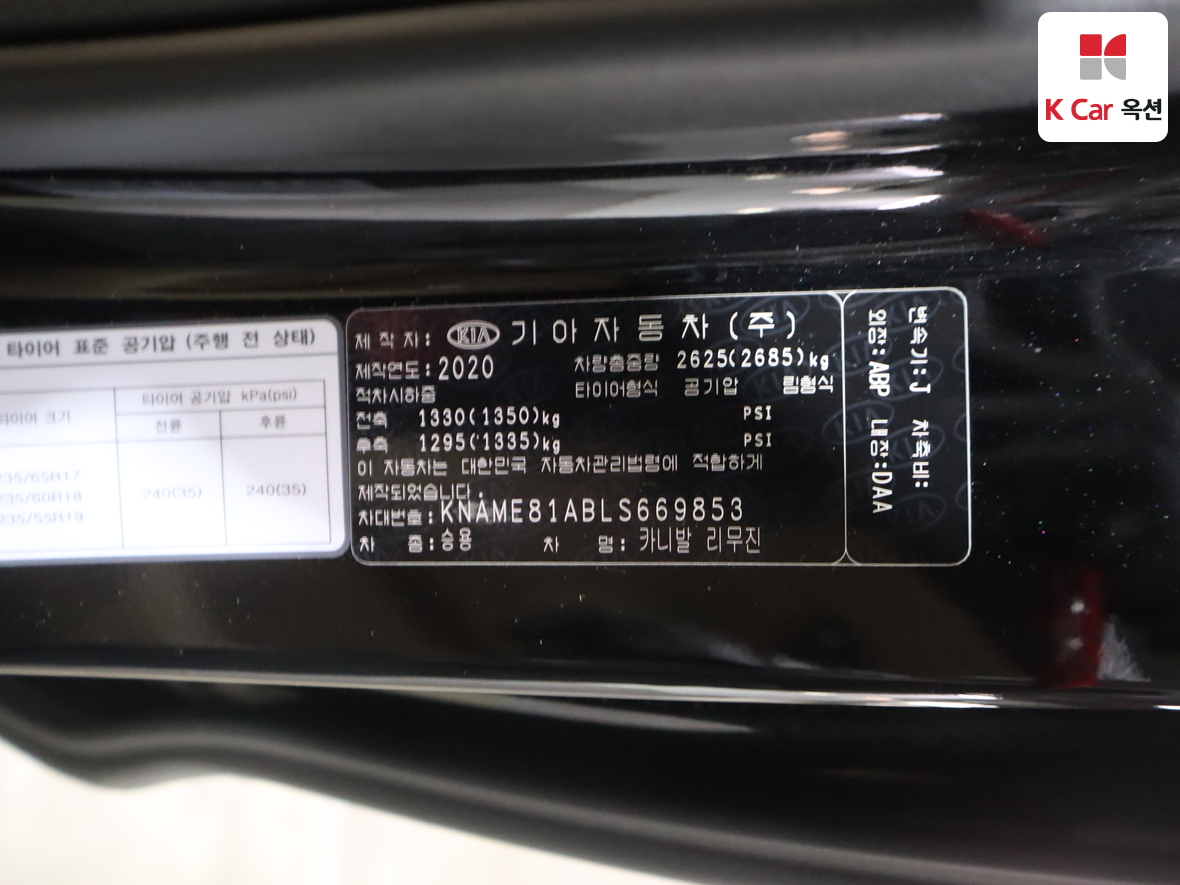 K Car 옥션
타이어 표준 공기압 (주행 전 상태)
타이어 크기
타이어 공기압 kPa(psi)
전륜
후륜
235/65R17
235/60R18
235/55R19
240(35)
240(35)
제 작 자: KIA 기아자동차(주)
제작연도: 2020 차량총중량 2625(2685)kg
적차시하중 타이어형식 공기압 림형식
전축 1330(1350)kg PSI
후축 1295(1335)kg PSI
이 자동차는 대한민국 자동차관리법령에 적합하게
제작되었습니다.
차대번호: KNAME81ABLS669853
차 종: 승용 차 명: 카니발 리무진
변속기: J 차축비:
외장: ABP 내장: DAA